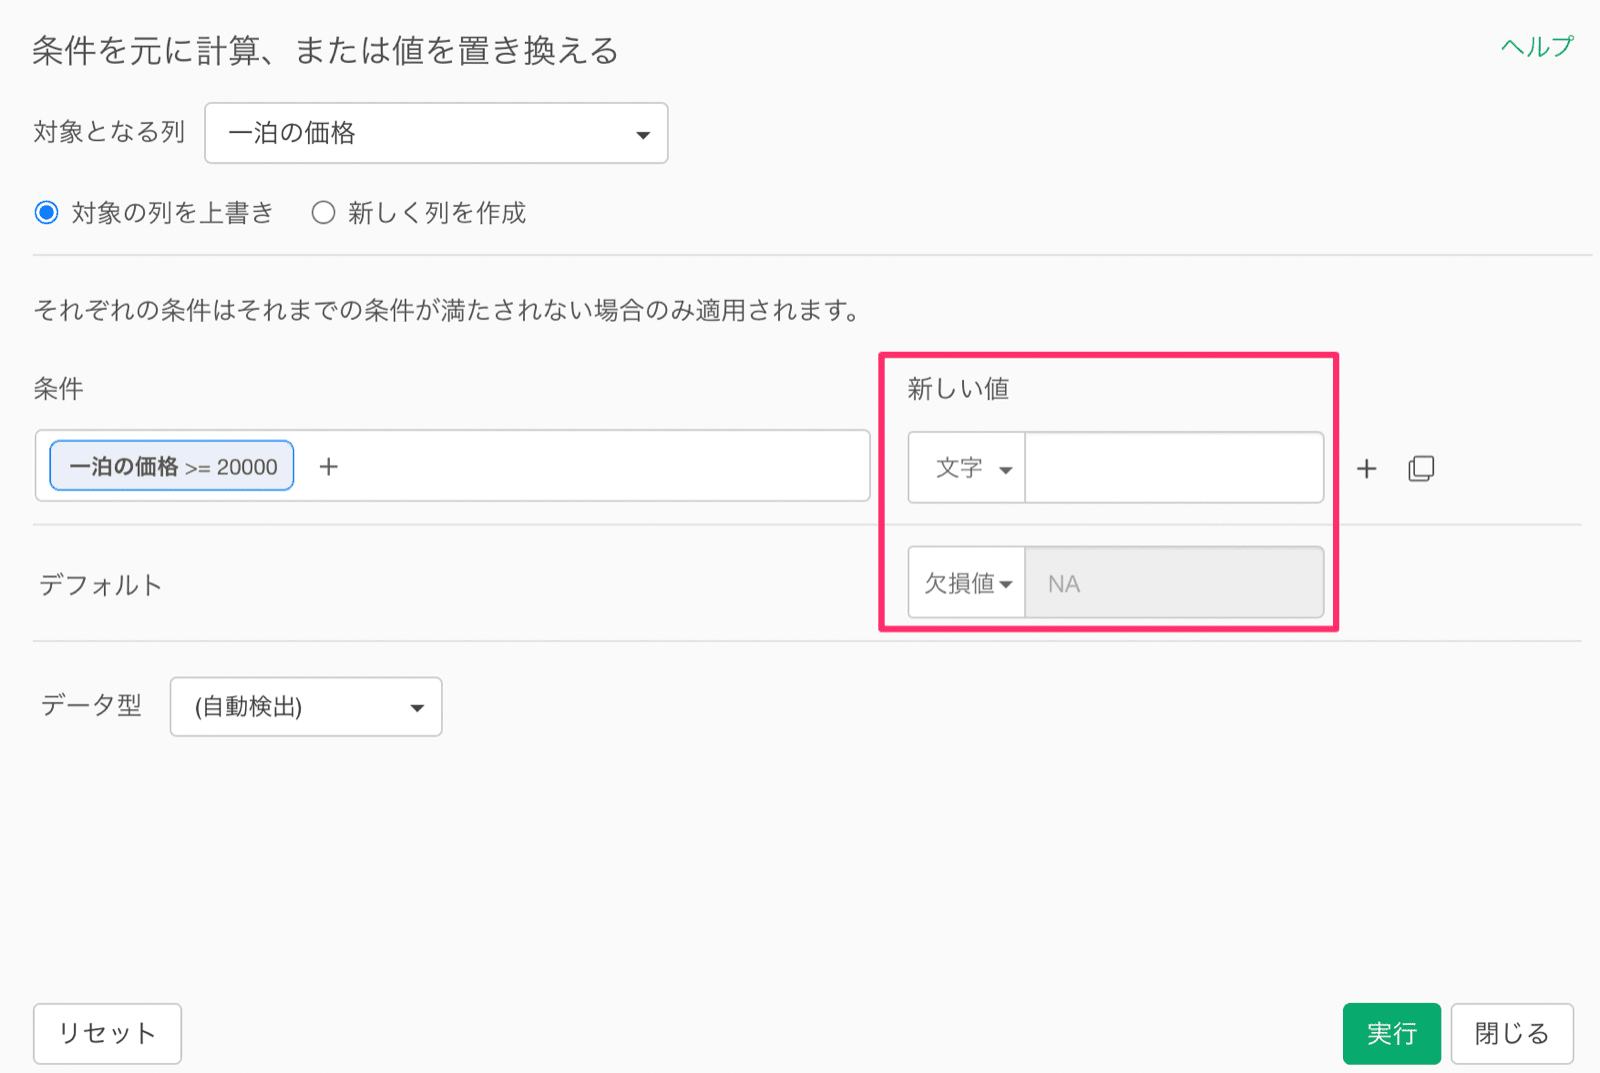 条件を元に計算、または値を置き換える
ヘルプ
対象となる列 一泊の価格
対象の列を上書き 新しく列を作成
それぞれの条件はそれまでの条件が満たされない場合のみ適用されます。
条件 新しい値
一泊の価格 >= 20000 + 文字 +
デフォルト 欠損値 NA
データ型 (自動検出)
リセット 実行 閉じる